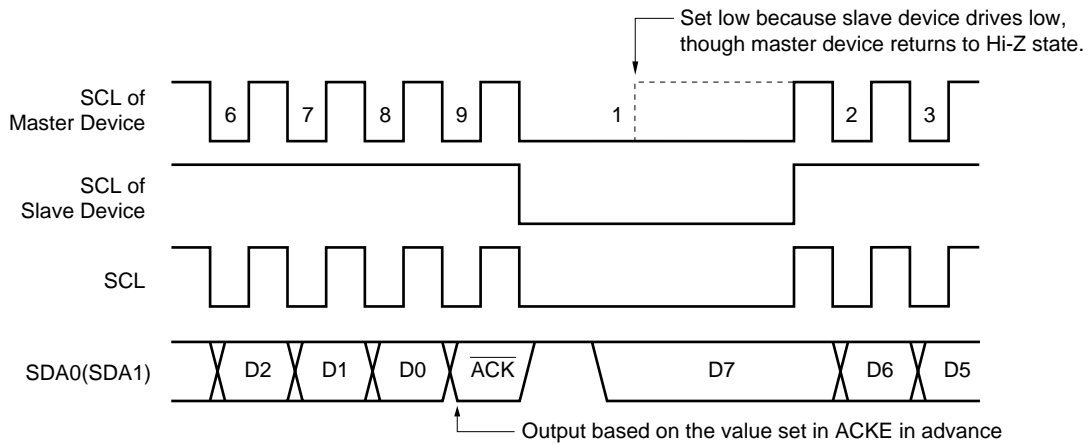 Set low because slave device drives low,
though master device returns to Hi-Z state.
SCL of
Master Device
6 7 8 9 1 2 3
SCL of
Slave Device
SCL
SDA0(SDA1)
D2 D1 D0 ACK D7 D6 D5
Output based on the value set in ACKE in advance